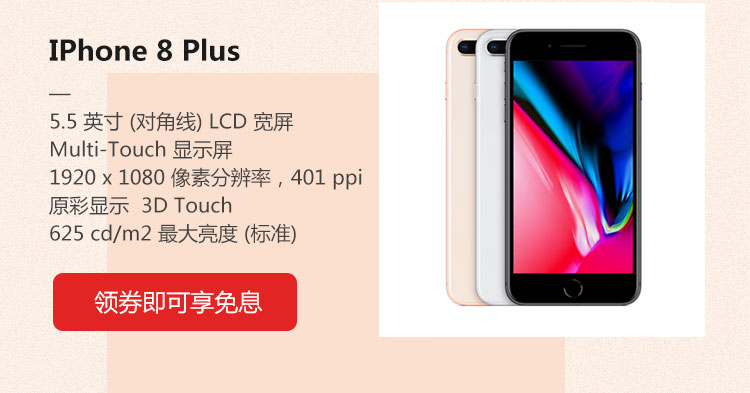 IPhone 8 Plus
5.5 英寸 (对角线) LCD 宽屏
Multi-Touch 显示屏
1920 x 1080 像素分辨率，401 ppi
原彩显示  3D Touch
625 cd/m2 最大亮度 (标准)
领券即可享免息